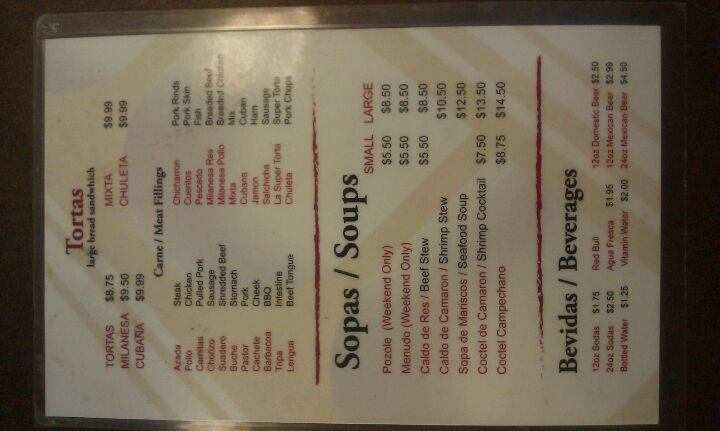 Tortas
large bread sandwhich
TORTAS $8.75 MIXTA $9.99
MILANESA $9.50 CHULETA $9.99
CUBANA $9.99
Carne / Meat Fillings
Azada Steak Chicharron Pork Rinds
Pollo Chicken Cueritos Pork Skin
Carnitas Pulled Pork Pescado Fish
Chorizo Sausage Milanesa Res Breaded Beef
Suadero Shredded Beef Milanesa Pollo Breaded Chicken
Buche Stomach Mixta Mix
Pastor Pork Cubana Cuban
Cachete Cheek Jamon Ham
Barbacoa BBQ Salchicha Sausage
Tripa Intestine La Super Torta Super Torta
Lengua Beef Tongue Chuleta Pork Chops
Sopas / Soups
SMALL LARGE
Pozole (Weekend Only) $5.50 $8.50
Menudo (Weekend Only) $5.50 $8.50
Caldo de Res / Beef Stew $5.50 $8.50
Caldo de Camaron / Shrimp Stew $10.50
Sopa de Mariscos / Seafood Soup $12.50
Coctel de Camaron / Shrimp Cocktail $7.50 $13.50
Coctel Campechano $8.75 $14.50
Bevidas / Beverages
12oz Sodas $1.75 Red Bull 12oz Domestic Beer $2.50
24oz Sodas $2.50 Agua Fresca $1.95 12oz Mexican Beer $2.99
Bottled Water $1.25 Vitamin Water $2.00 24oz Mexican Beer $4.50